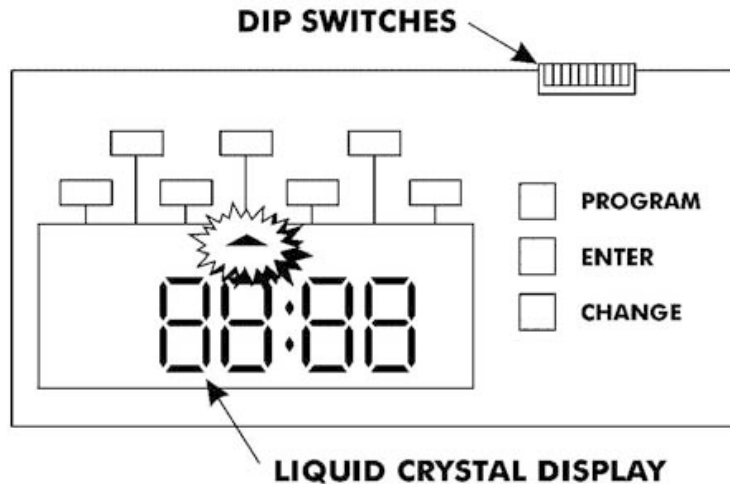 DIP SWITCHES
PROGRAM
ENTER
CHANGE
88:88
LIQUID CRYSTAL DISPLAY